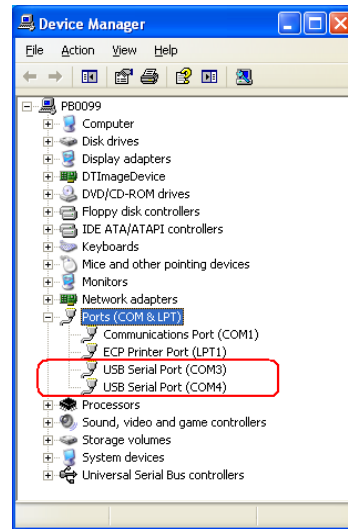 Device Manager
File Action View Help
PB0099
Computer
Disk drives
Display adapters
DTImageDevice
DVD/CD-ROM drives
Floppy disk controllers
IDE ATA/ATAPI controllers
Keyboards
Mice and other pointing devices
Monitors
Network adapters
Ports (COM & LPT)
Communications Port (COM1)
ECP Printer Port (LPT1)
USB Serial Port (COM3)
USB Serial Port (COM4)
Processors
Sound, video and game controllers
Storage volumes
System devices
Universal Serial Bus controllers